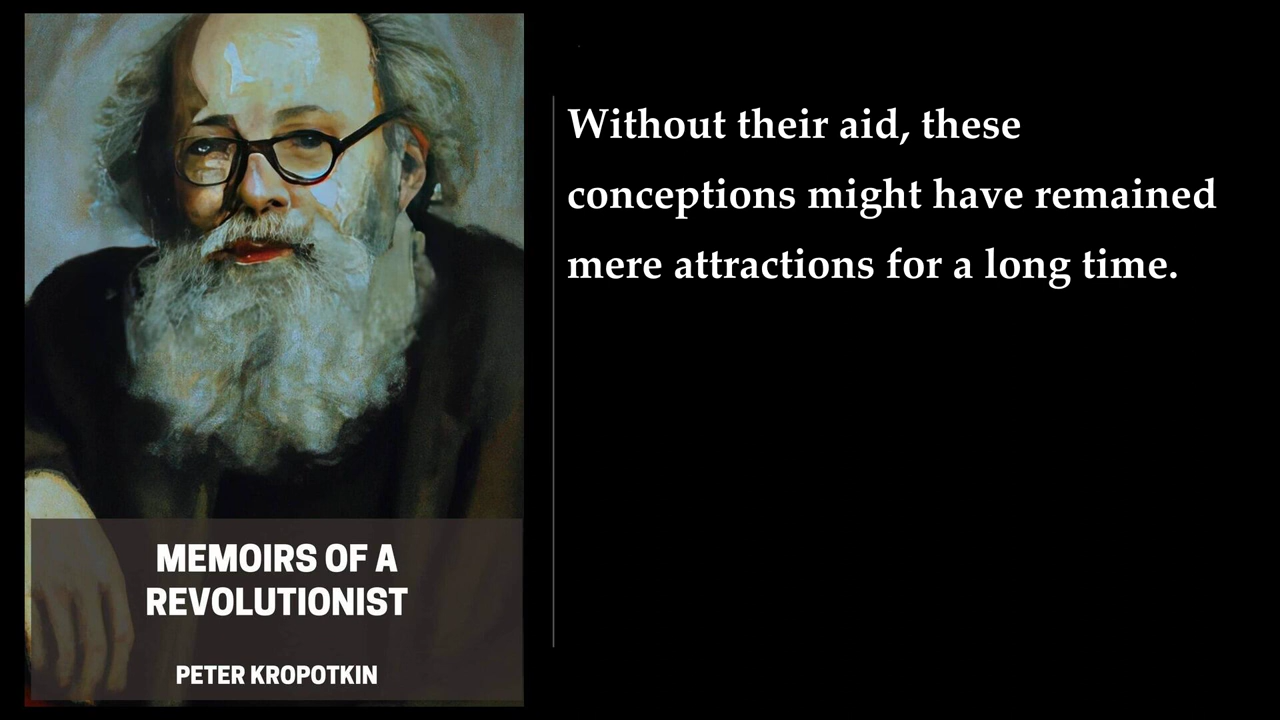 Without their aid, these
conceptions might have remained
mere attractions for a long time.
MEMOIRS OF A
REVOLUTIONIST
PETER KROPOTKIN